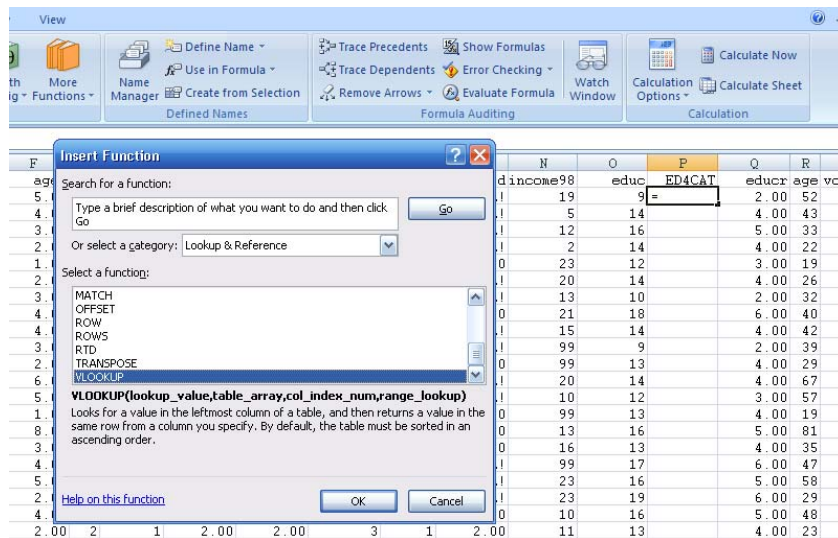 View
More
Functions
Name
Manager
Define Name
Use in Formula
Create from Selection
Defined Names
Trace Precedents
Trace Dependents
Remove Arrows
Show Formulas
Error Checking
Evaluate Formula
Formula Auditing
Watch
Window
Calculation
Options
Calculate Now
Calculate Sheet
Calculation
Insert Function
Search for a function:
Type a brief description of what you want to do and then click
Go
Go
Or select a category: Lookup & Reference
Select a function:
MATCH
OFFSET
ROW
ROWS
RTD
TRANSPOSE
VLOOKUP
VLOOKUP(lookup_value,table_array,col_index_num,range_lookup)
Looks for a value in the leftmost column of a table, and then returns a value in the
same row from a column you specify. By default, the table must be sorted in an
ascending order.
Help on this function
OK Cancel
F N O P Q R
income98 educ ED4CAT educr age
19 9 = 2.00 52
5 14 4.00 43
12 16 5.00 33
2 14 4.00 22
23 12 3.00 19
20 14 4.00 26
13 10 2.00 32
21 18 6.00 40
15 14 4.00 42
99 9 2.00 39
99 13 4.00 29
20 14 4.00 67
10 12 3.00 57
99 13 4.00 19
13 16 5.00 81
16 13 4.00 35
99 17 6.00 47
23 16 5.00 58
23 19 6.00 29
10 16 5.00 48
2.00 2 1 2.00 2.00 3 1 2.00 11 13 4.00 23